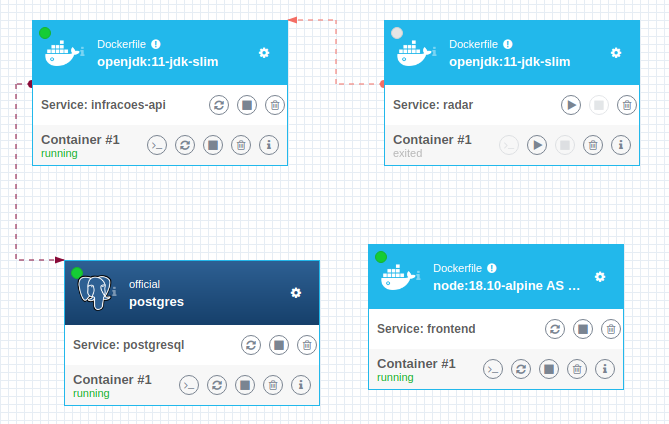 Dockerfile
openjdk:11-jdk-slim
Service: infracoes-api
Container #1
running
Dockerfile
openjdk:11-jdk-slim
Service: radar
Container #1
exited
official
postgres
Service: postgresql
Container #1
running
Dockerfile
node:18.10-alpine AS ...
Service: frontend
Container #1
running